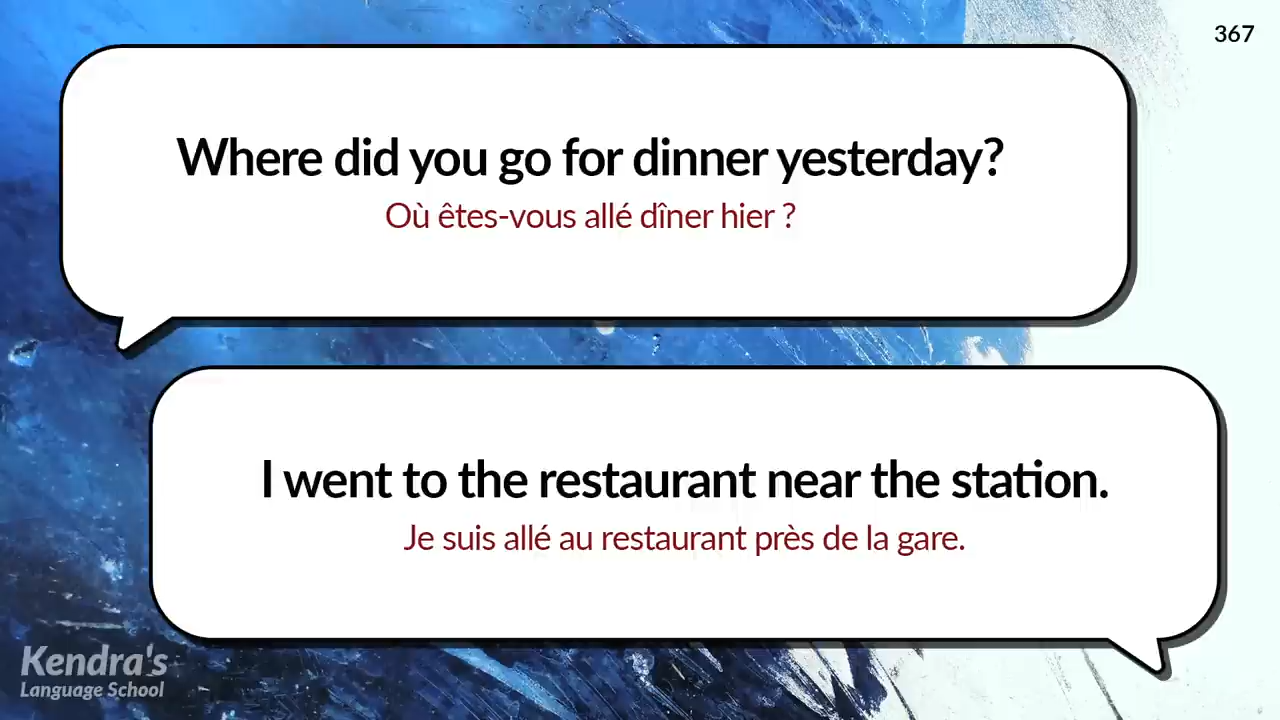 367
Where did you go for dinner yesterday?
Où êtes-vous allé dîner hier ?
I went to the restaurant near the station.
Je suis allé au restaurant près de la gare.
Kendra's
Language School